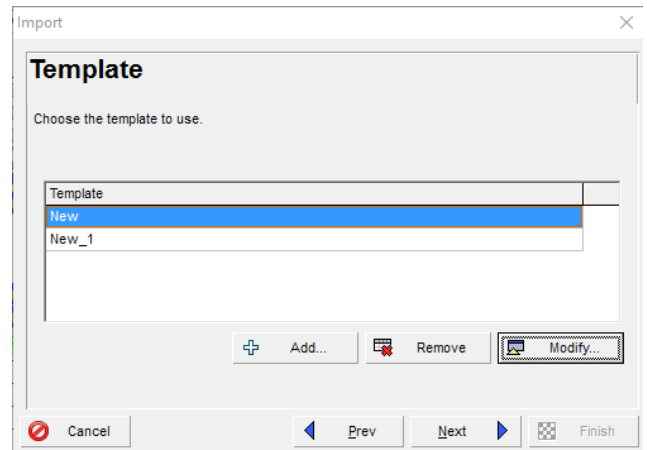 Import
Template
Choose the template to use.
Template
New
New_1
Add... Remove Modify...
Cancel Prev Next Finish